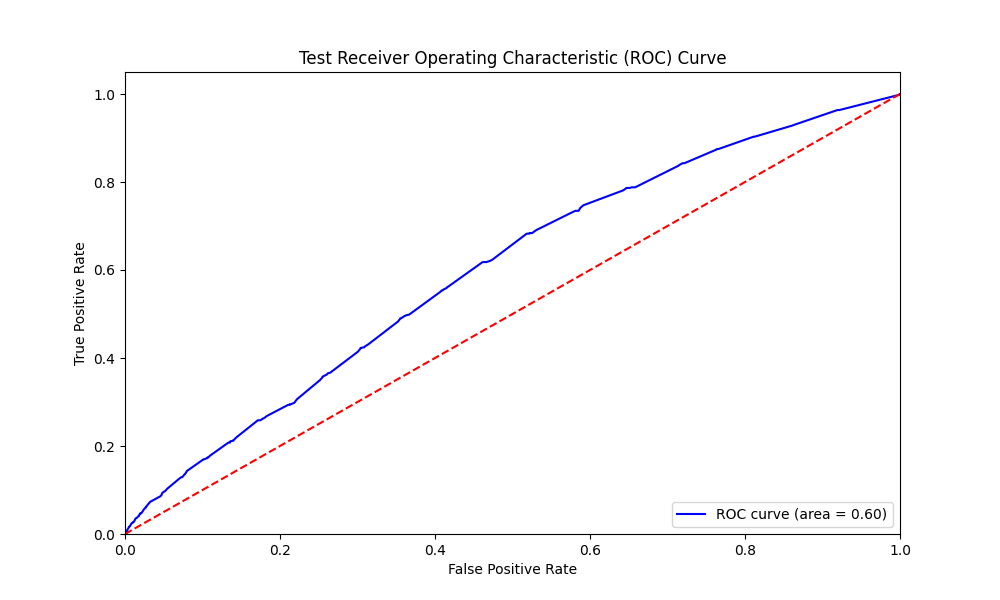 Test Receiver Operating Characteristic (ROC) Curve
True Positive Rate
1.0
0.8
0.6
0.4
0.2
0.0
0.0 0.2 0.4 0.6 0.8 1.0
False Positive Rate
ROC curve (area = 0.60)